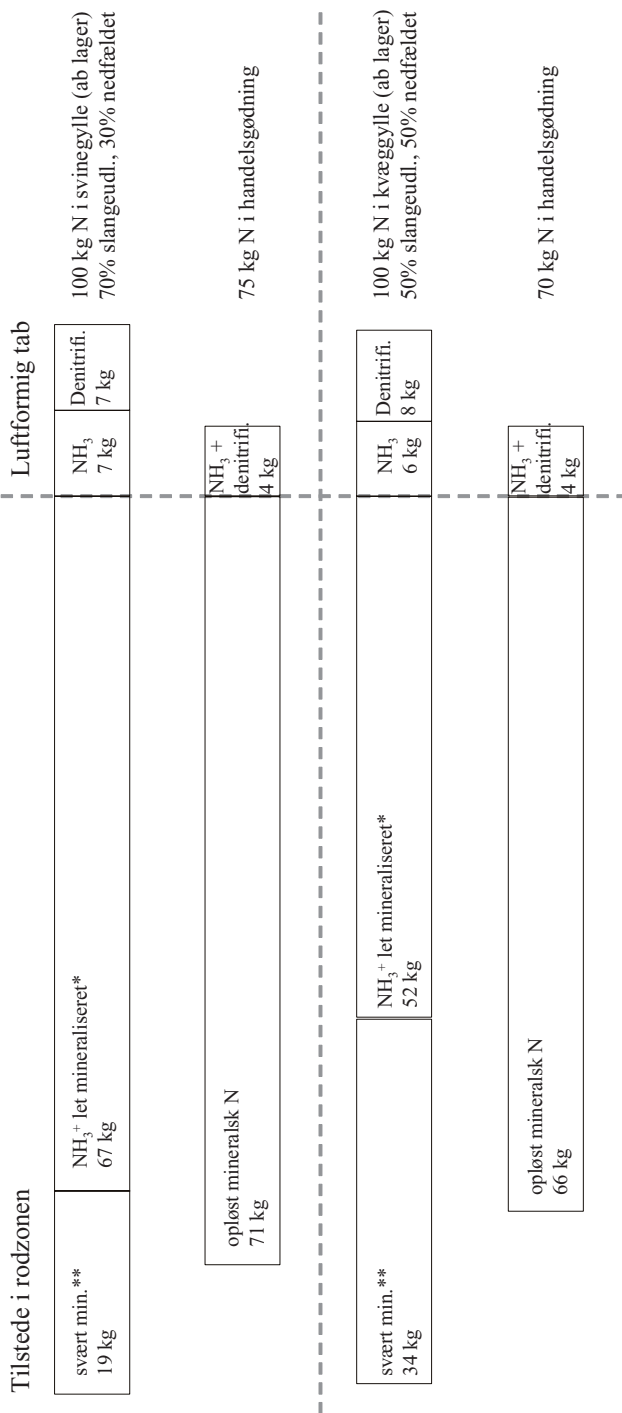 Tilstede i rodzonen
Luftformig tab
svært min.**
19 kg
NH₃⁺ let mineraliseret*
67 kg
NH₃
7 kg
Denitrifi.
7 kg
100 kg N i svinegylle (ab lager)
70% slangeudl., 30% nedfældet
opløst mineralsk N
71 kg
NH₃ +
denitrifi.
4 kg
75 kg N i handelsgødning
svært min.**
34 kg
NH₃⁺ let mineraliseret*
52 kg
NH₃
6 kg
Denitrifi.
8 kg
100 kg N i kvæggylle (ab lager)
50% slangeudl., 50% nedfældet
opløst mineralsk N
66 kg
NH₃ +
denitrifi.
4 kg
70 kg N i handelsgødning